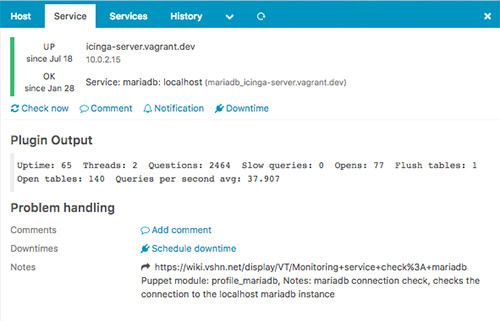 Host Service Services History
UP icinga-server.vagrant.dev
since Jul 18 10.0.2.15
OK Service: mariadb: localhost (mariadb_icinga-server.vagrant.dev)
since Jan 28
Check now Comment Notification Downtime
Plugin Output
Uptime: 65 Threads: 2 Questions: 2464 Slow queries: 0 Opens: 77 Flush tables: 1
Open tables: 140 Queries per second avg: 37.907
Problem handling
Comments Add comment
Downtimes Schedule downtime
Notes https://wiki.vshn.net/display/VT/Monitoring+service+check%3A+mariadb
Puppet module: profile_mariadb, Notes: mariadb connection check, checks the
connection to the localhost mariadb instance